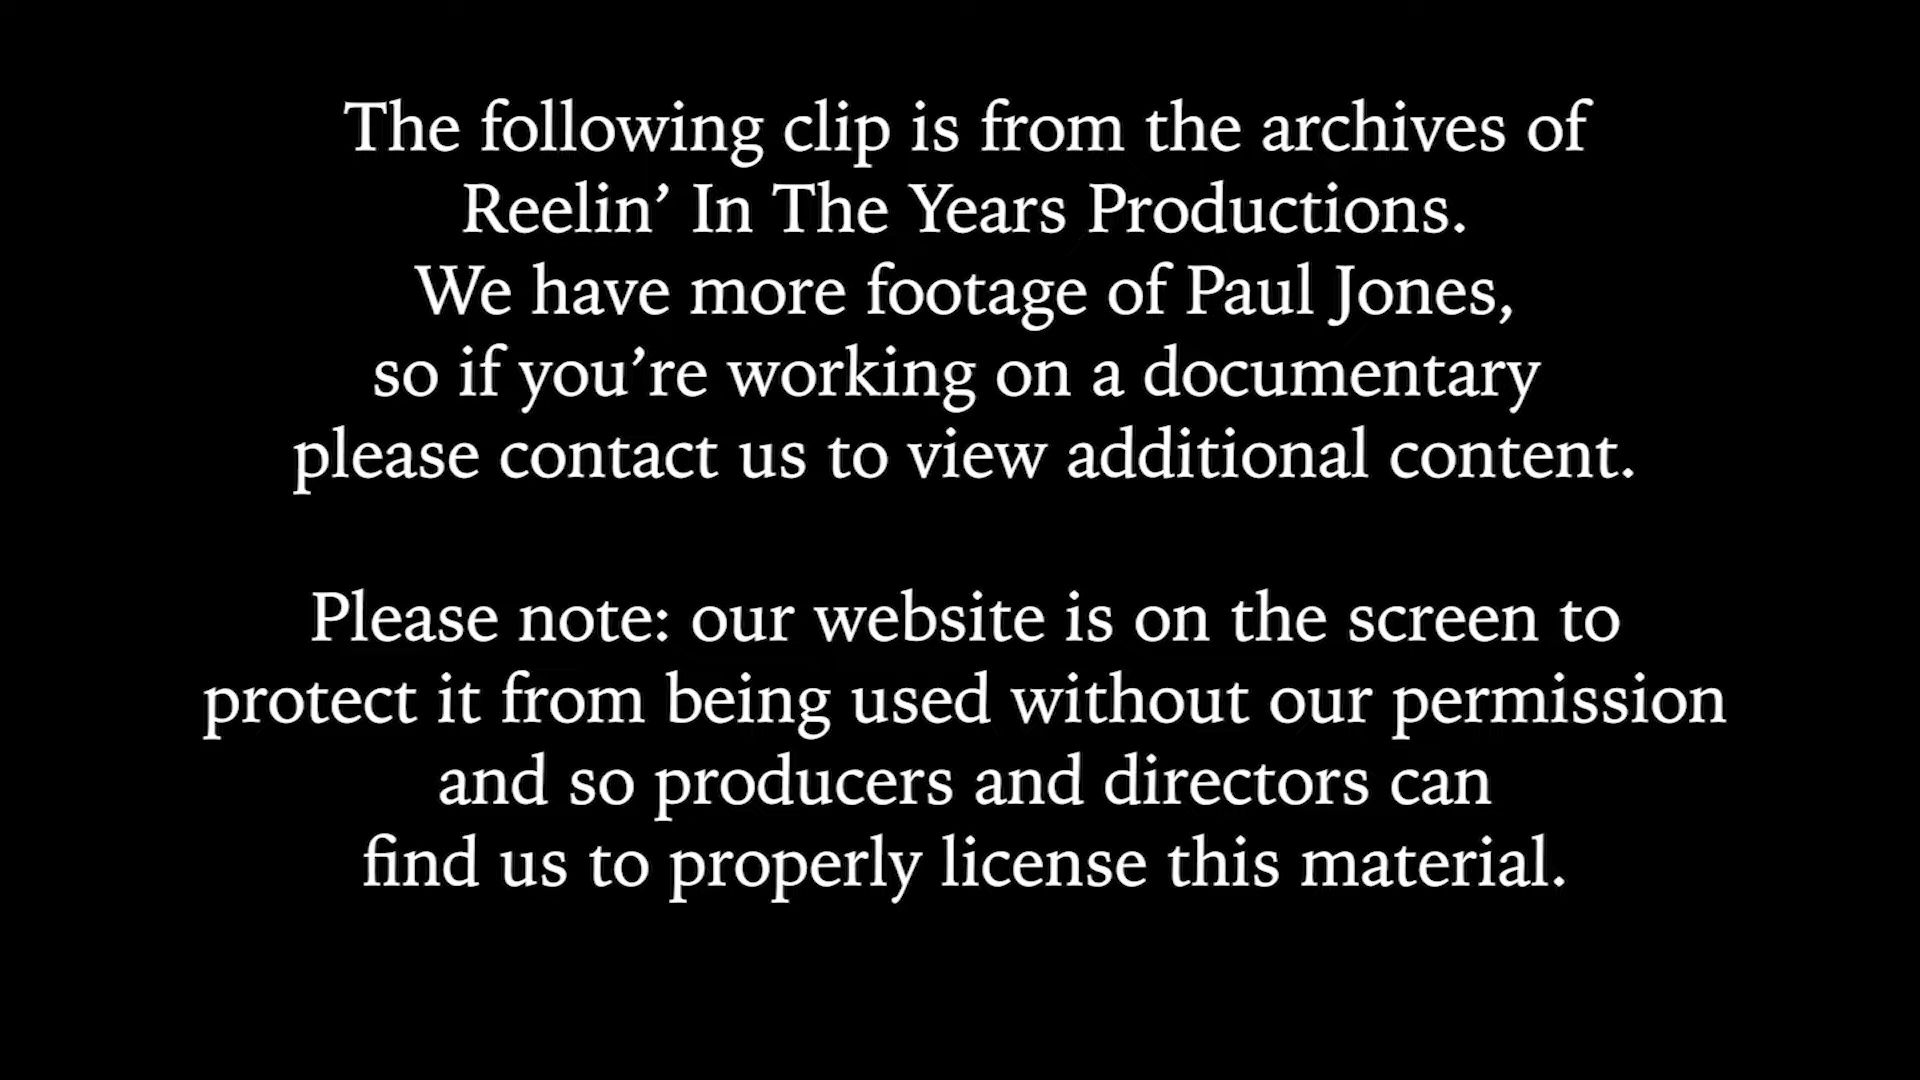 The following clip is from the archives of
Reelin’ In The Years Productions.
We have more footage of Paul Jones,
so if you’re working on a documentary
please contact us to view additional content.
Please note: our website is on the screen to
protect it from being used without our permission
and so producers and directors can
find us to properly license this material.